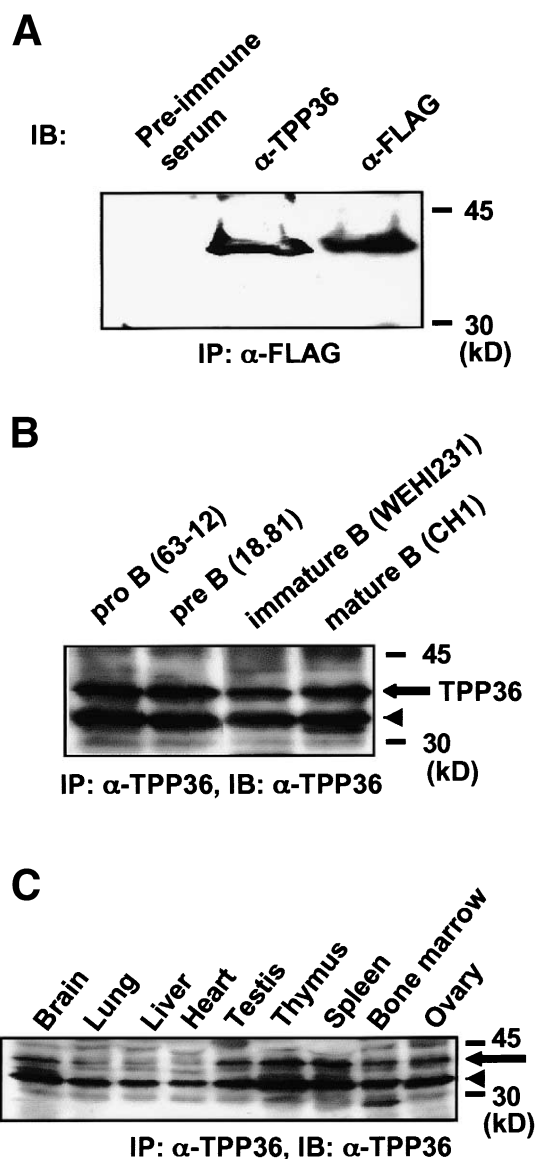 A
IB:
Pre-immune
serum
α-TPP36
α-FLAG
45
30
(kD)
IP: α-FLAG
B
pro B (63-12)
pre B (18.81)
immature B (WEHI231)
mature B (CH1)
45
TPP36
30
(kD)
IP: α-TPP36, IB: α-TPP36
C
Brain
Lung
Liver
Heart
Testis
Thymus
Spleen
Bone marrow
Ovary
45
30
(kD)
IP: α-TPP36, IB: α-TPP36